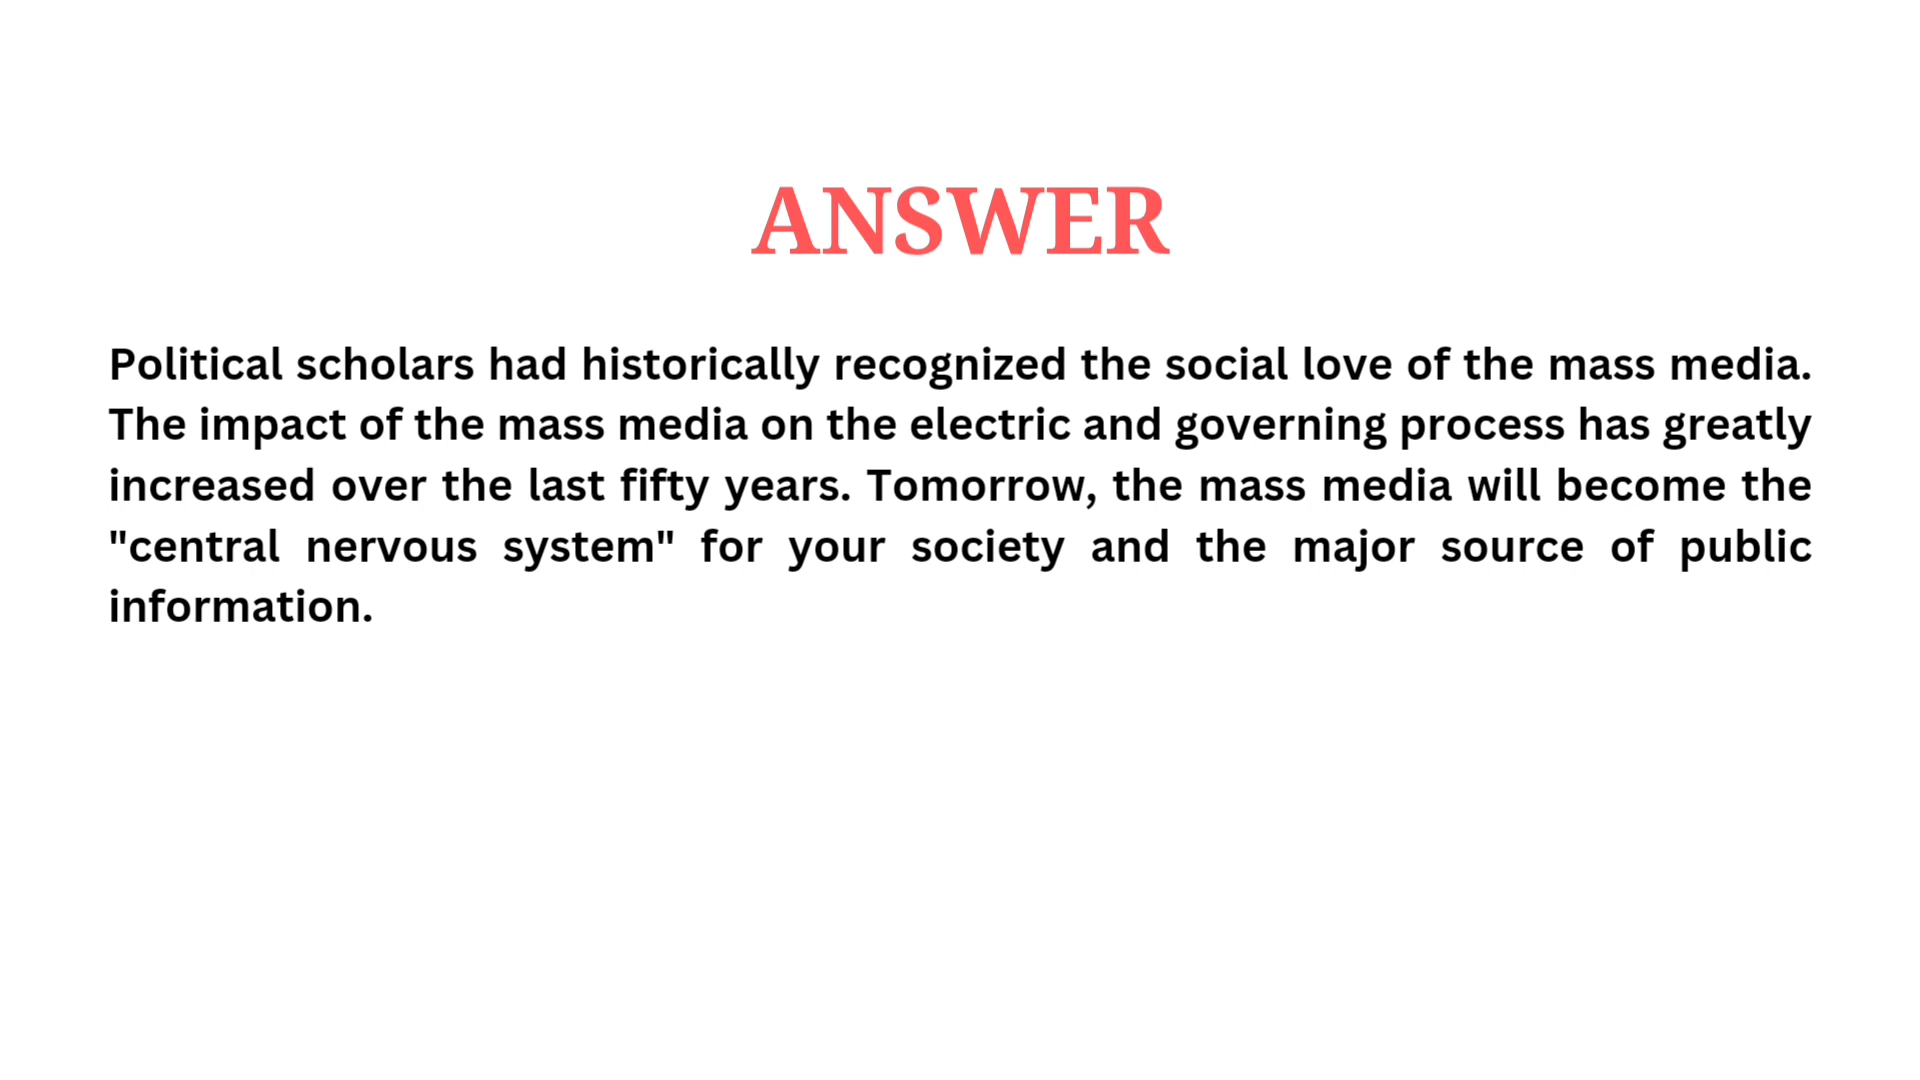 ANSWER
Political scholars had historically recognized the social love of the mass media.
The impact of the mass media on the electric and governing process has greatly
increased over the last fifty years. Tomorrow, the mass media will become the
"central nervous system" for your society and the major source of public
information.